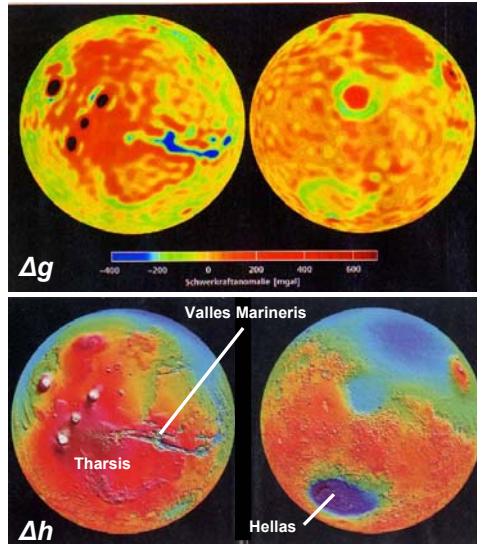 Δg
−400 −200 0 200 400 600
Schwerkraftanomalie [mgal]
Valles Marineris
Tharsis
Hellas
Δh